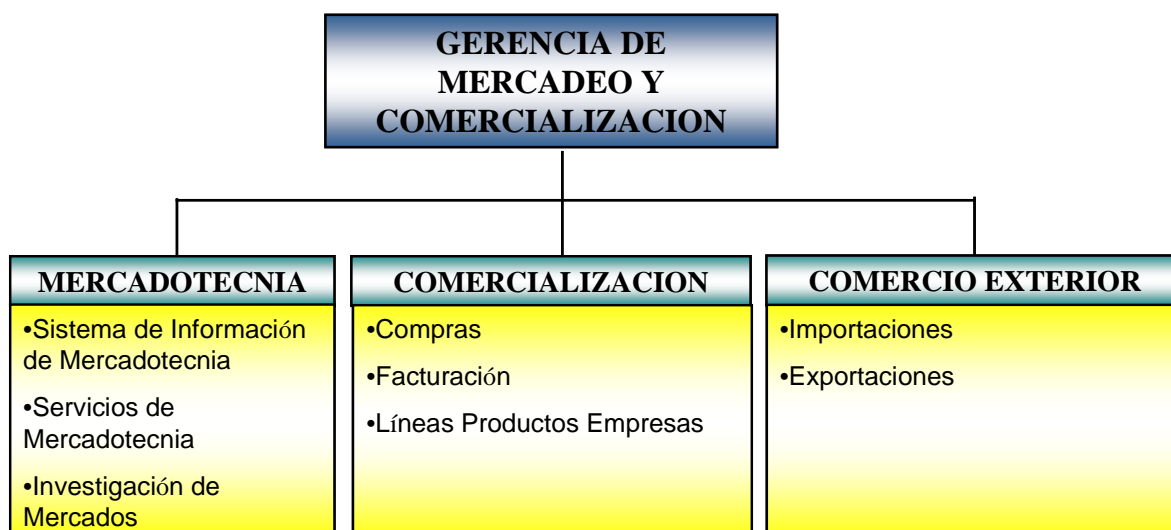 GERENCIA DE
MERCADEO Y
COMERCIALIZACION
MERCADOTECNIA
•Sistema de Información
de Mercadotecnia
•Servicios de
Mercadotecnia
•Investigación de
Mercados
COMERCIALIZACION
•Compras
•Facturación
•Líneas Productos Empresas
COMERCIO EXTERIOR
•Importaciones
•Exportaciones